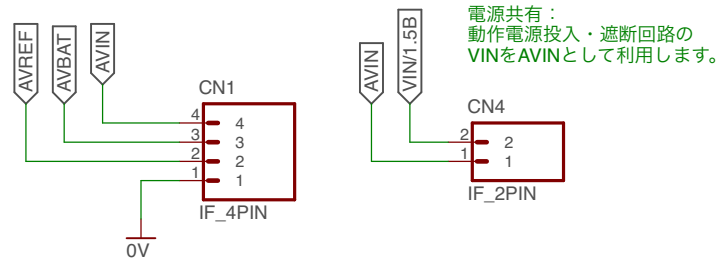 電源共有：
動作電源投入・遮断回路の
VINをAVINとして利用します。
AVREF
AVBAT
AVIN
CN1
4 4
3 3
2 2
1 1
IF_4PIN
0V
AVIN
VIN/1.5B
CN4
2 2
1 1
IF_2PIN